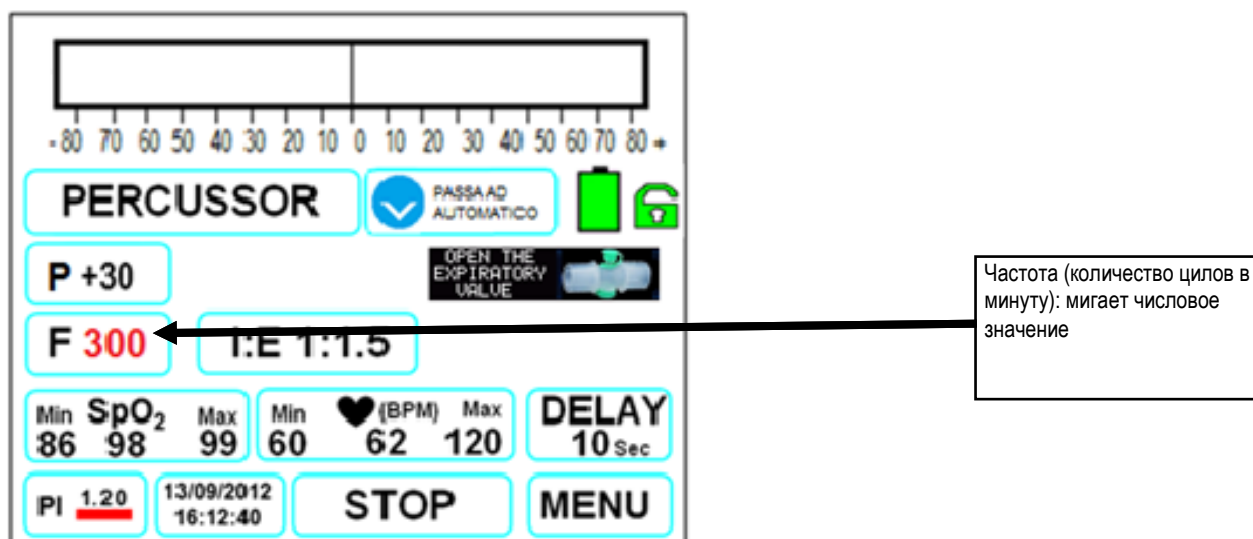 - 80 70 60 50 40 30 20 10 0 10 20 30 40 50 60 70 80 +
PERCUSSOR
PASSA AD
AUTOMATICO
P +30
OPEN THE
EXPIRATORY
VALVE
F 300
I:E 1:1.5
Частота (количество цилов в
минуту): мигает числовое
значение
Min SpO₂ Max
86 98 99
Min (BPM) Max
60 62 120
DELAY
10 Sec
PI 1.20
13/09/2012
16:12:40
STOP
MENU